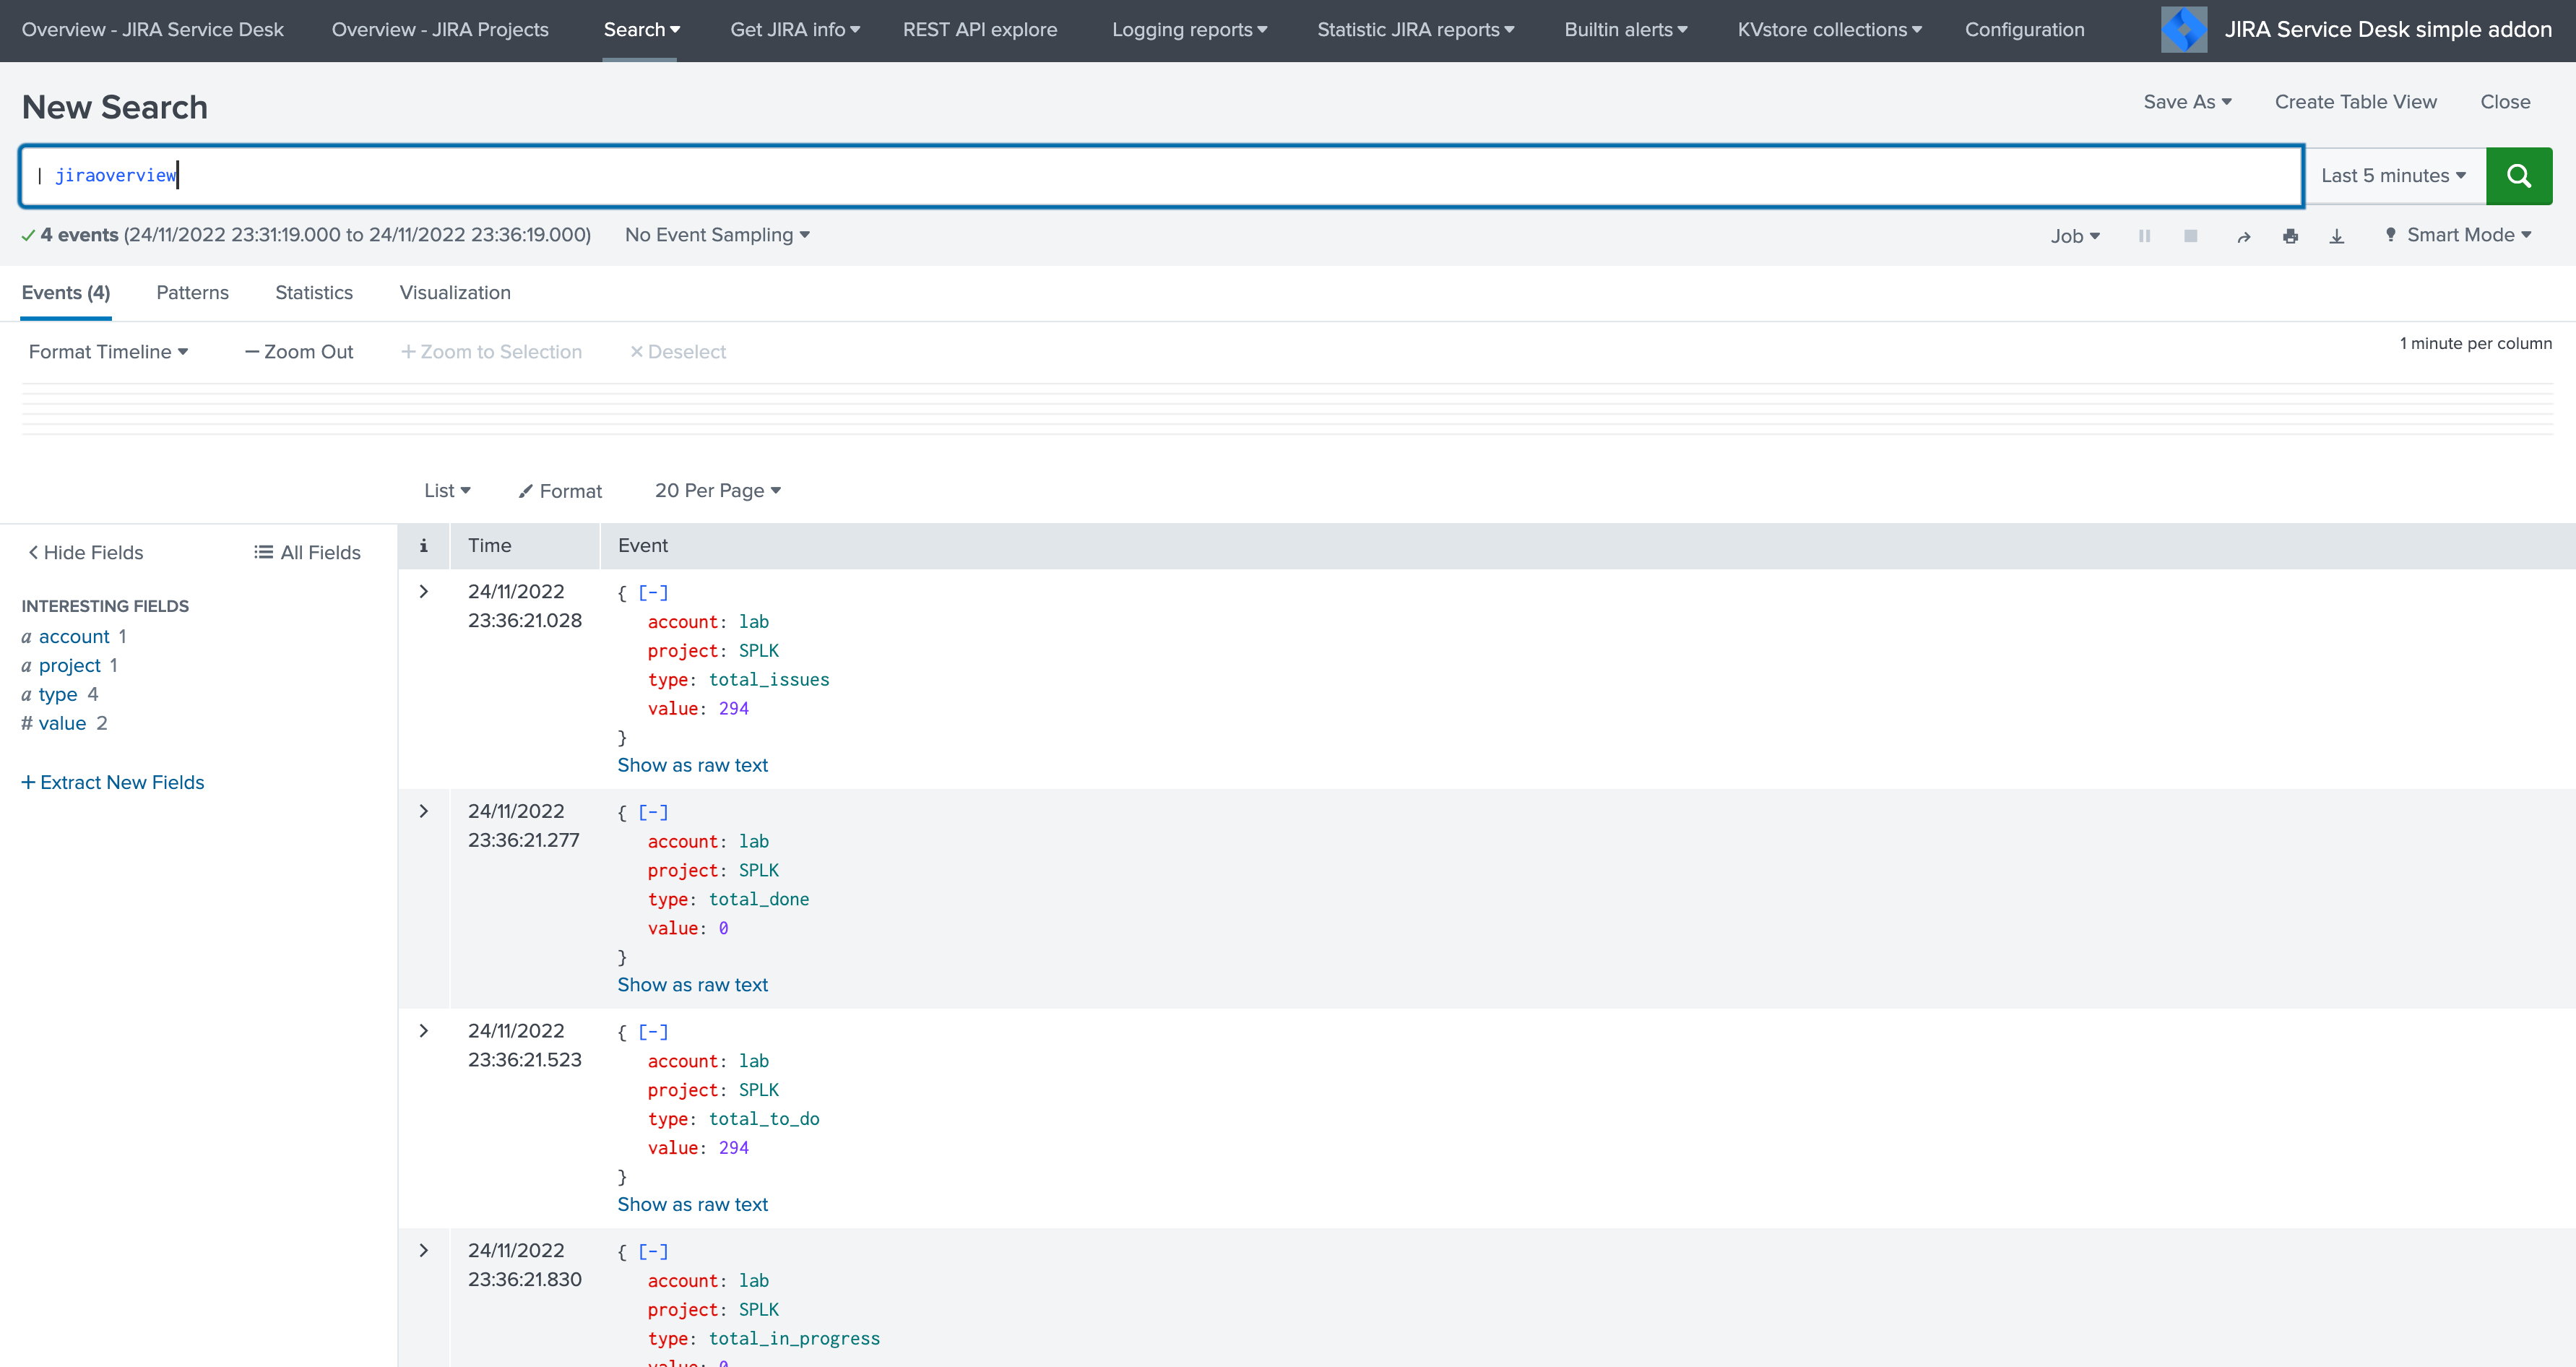 Overview - JIRA Service Desk Overview - JIRA Projects Search Get JIRA info REST API explore Logging reports Statistic JIRA reports Builtin alerts KVstore collections Configuration JIRA Service Desk simple addon
New Search Save As Create Table View Close
| jiraoverview Last 5 minutes
4 events (24/11/2022 23:31:19.000 to 24/11/2022 23:36:19.000) No Event Sampling Job Smart Mode
Events (4) Patterns Statistics Visualization
Format Timeline — Zoom Out + Zoom to Selection × Deselect 1 minute per column
List Format 20 Per Page
< Hide Fields All Fields
INTERESTING FIELDS
a account 1
a project 1
a type 4
# value 2
+ Extract New Fields
i Time Event
> 24/11/2022 { [-]
23:36:21.028 account: lab
project: SPLK
type: total_issues
value: 294
}
Show as raw text
> 24/11/2022 { [-]
23:36:21.277 account: lab
project: SPLK
type: total_done
value: 0
}
Show as raw text
> 24/11/2022 { [-]
23:36:21.523 account: lab
project: SPLK
type: total_to_do
value: 294
}
Show as raw text
> 24/11/2022 { [-]
23:36:21.830 account: lab
project: SPLK
type: total_in_progress
value: 0